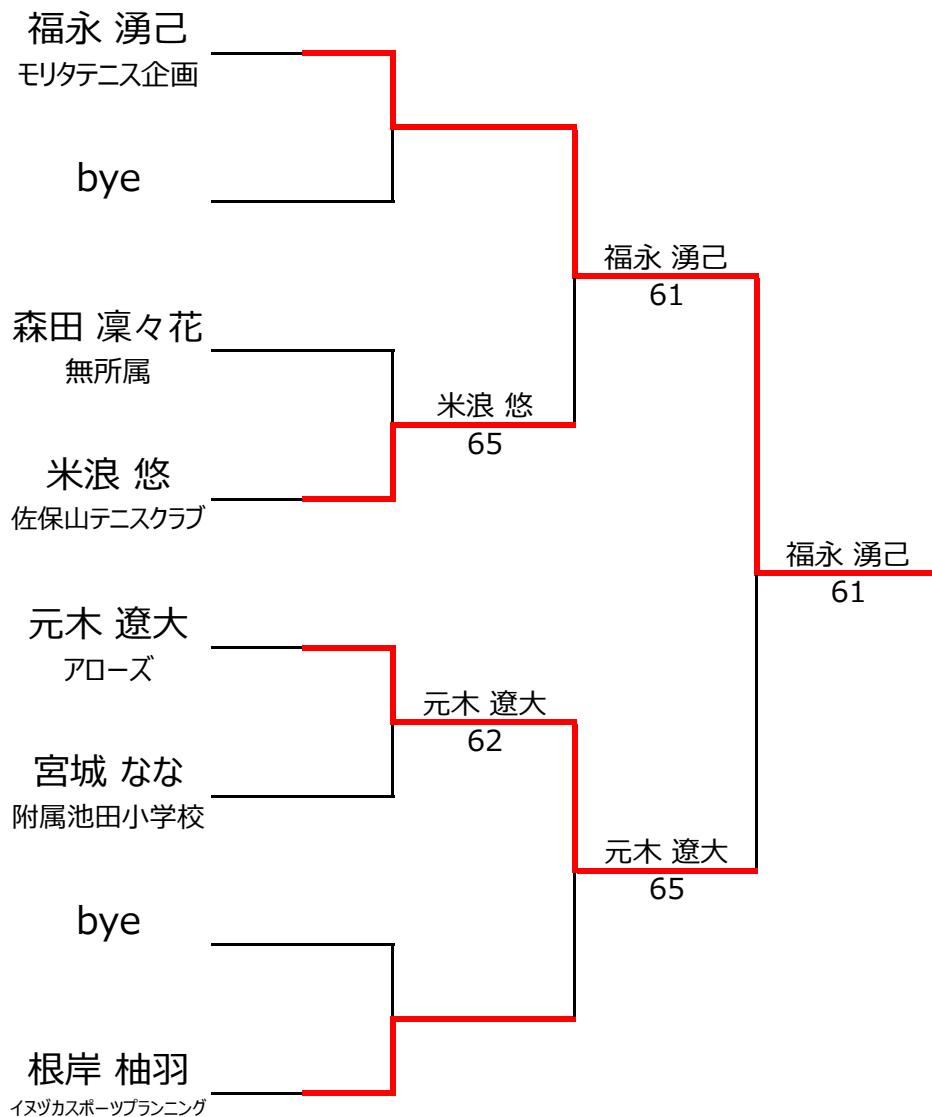 福永 湧己
モリタテニス企画
bye
森田 凜々花
無所属
米浪 悠
佐保山テニスクラブ
元木 遼大
アローズ
宮城 なな
附属池田小学校
bye
根岸 柚羽
イヌヅカスポーツプランニング
米浪 悠
65
元木 遼大
62
福永 湧己
61
元木 遼大
65
福永 湧己
61